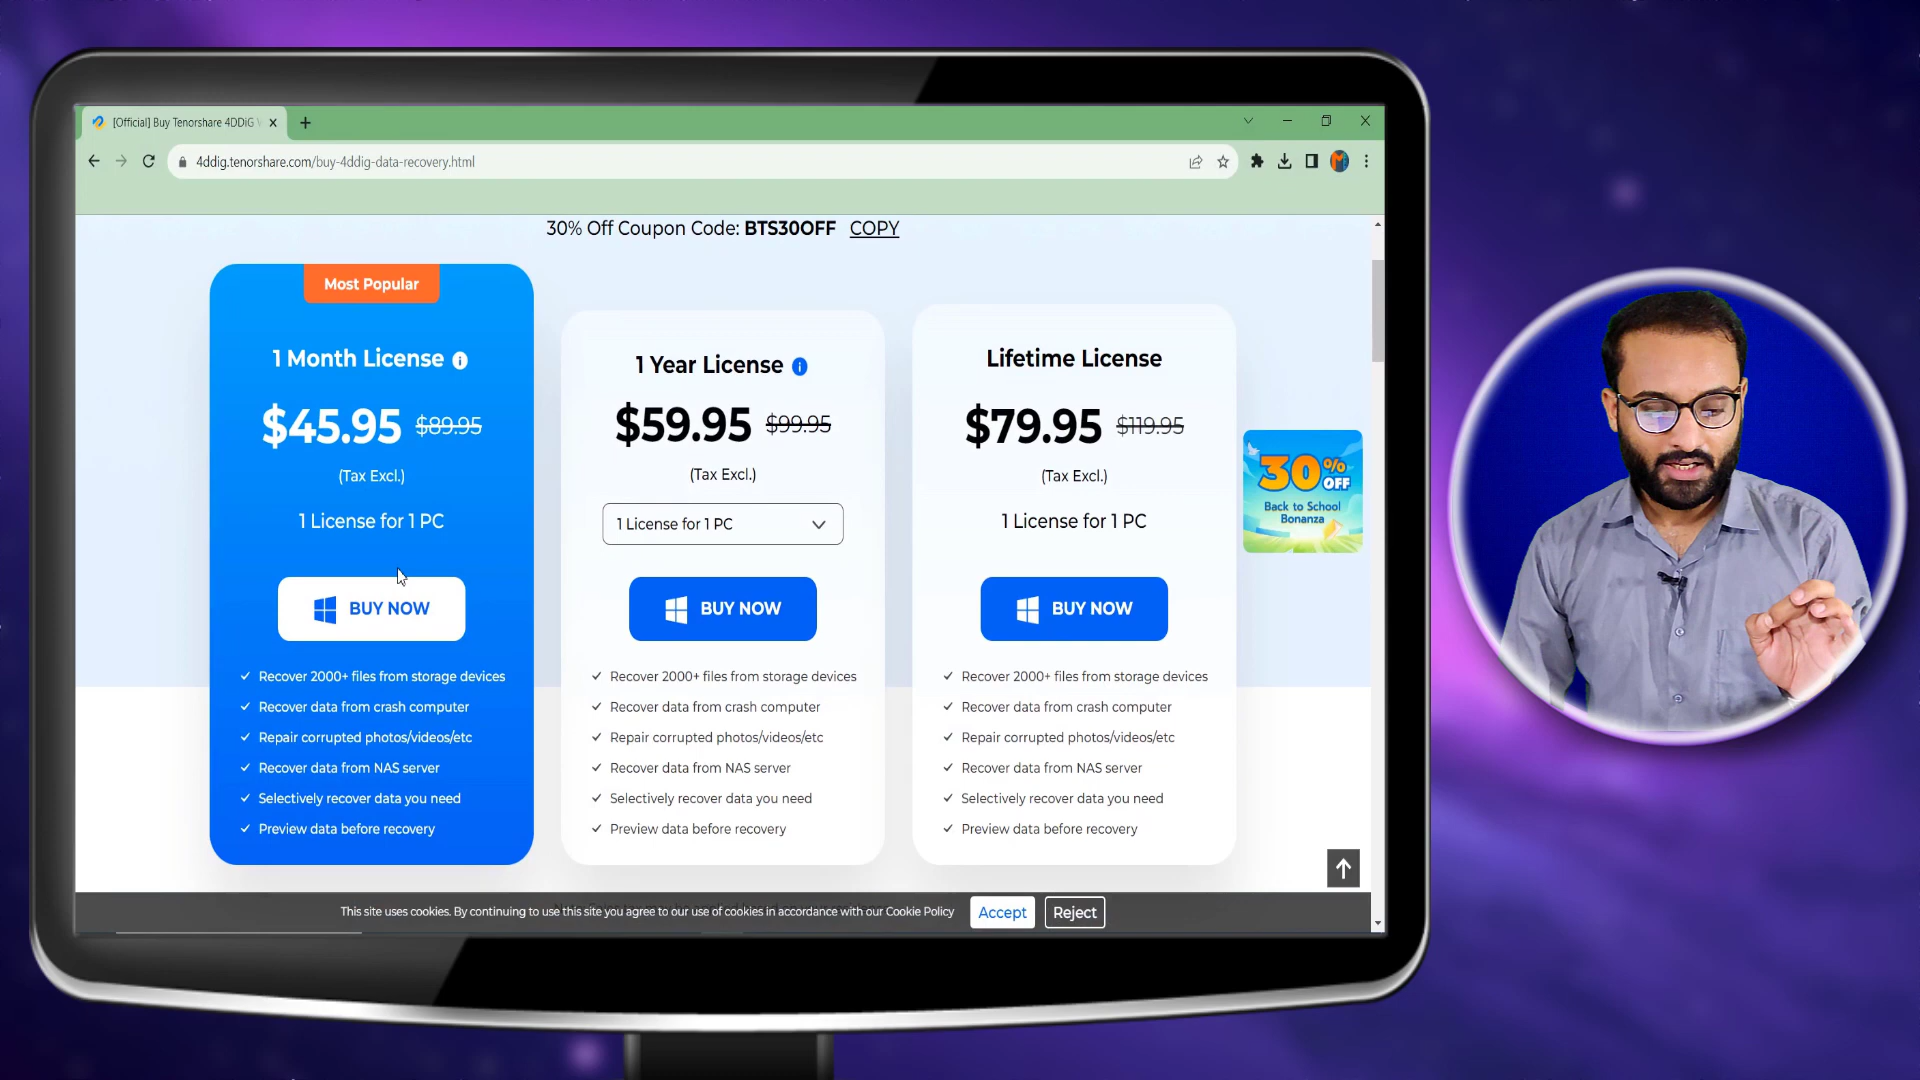 [Official] Buy Tenorshare 4DDiG
4ddig.tenorshare.com/buy-4ddig-data-recovery.html
30% Off Coupon Code: BTS30OFF COPY
Most Popular
1 Month License
$45.95 $89.95
(Tax Excl.)
1 License for 1 PC
BUY NOW
Recover 2000+ files from storage devices
Recover data from crash computer
Repair corrupted photos/videos/etc
Recover data from NAS server
Selectively recover data you need
Preview data before recovery
1 Year License
$59.95 $99.95
(Tax Excl.)
1 License for 1 PC
BUY NOW
Recover 2000+ files from storage devices
Recover data from crash computer
Repair corrupted photos/videos/etc
Recover data from NAS server
Selectively recover data you need
Preview data before recovery
Lifetime License
$79.95 $119.95
(Tax Excl.)
1 License for 1 PC
BUY NOW
Recover 2000+ files from storage devices
Recover data from crash computer
Repair corrupted photos/videos/etc
Recover data from NAS server
Selectively recover data you need
Preview data before recovery
30% OFF
Back to School
Bonanza
This site uses cookies. By continuing to use this site you agree to our use of cookies in accordance with our Cookie Policy Accept Reject